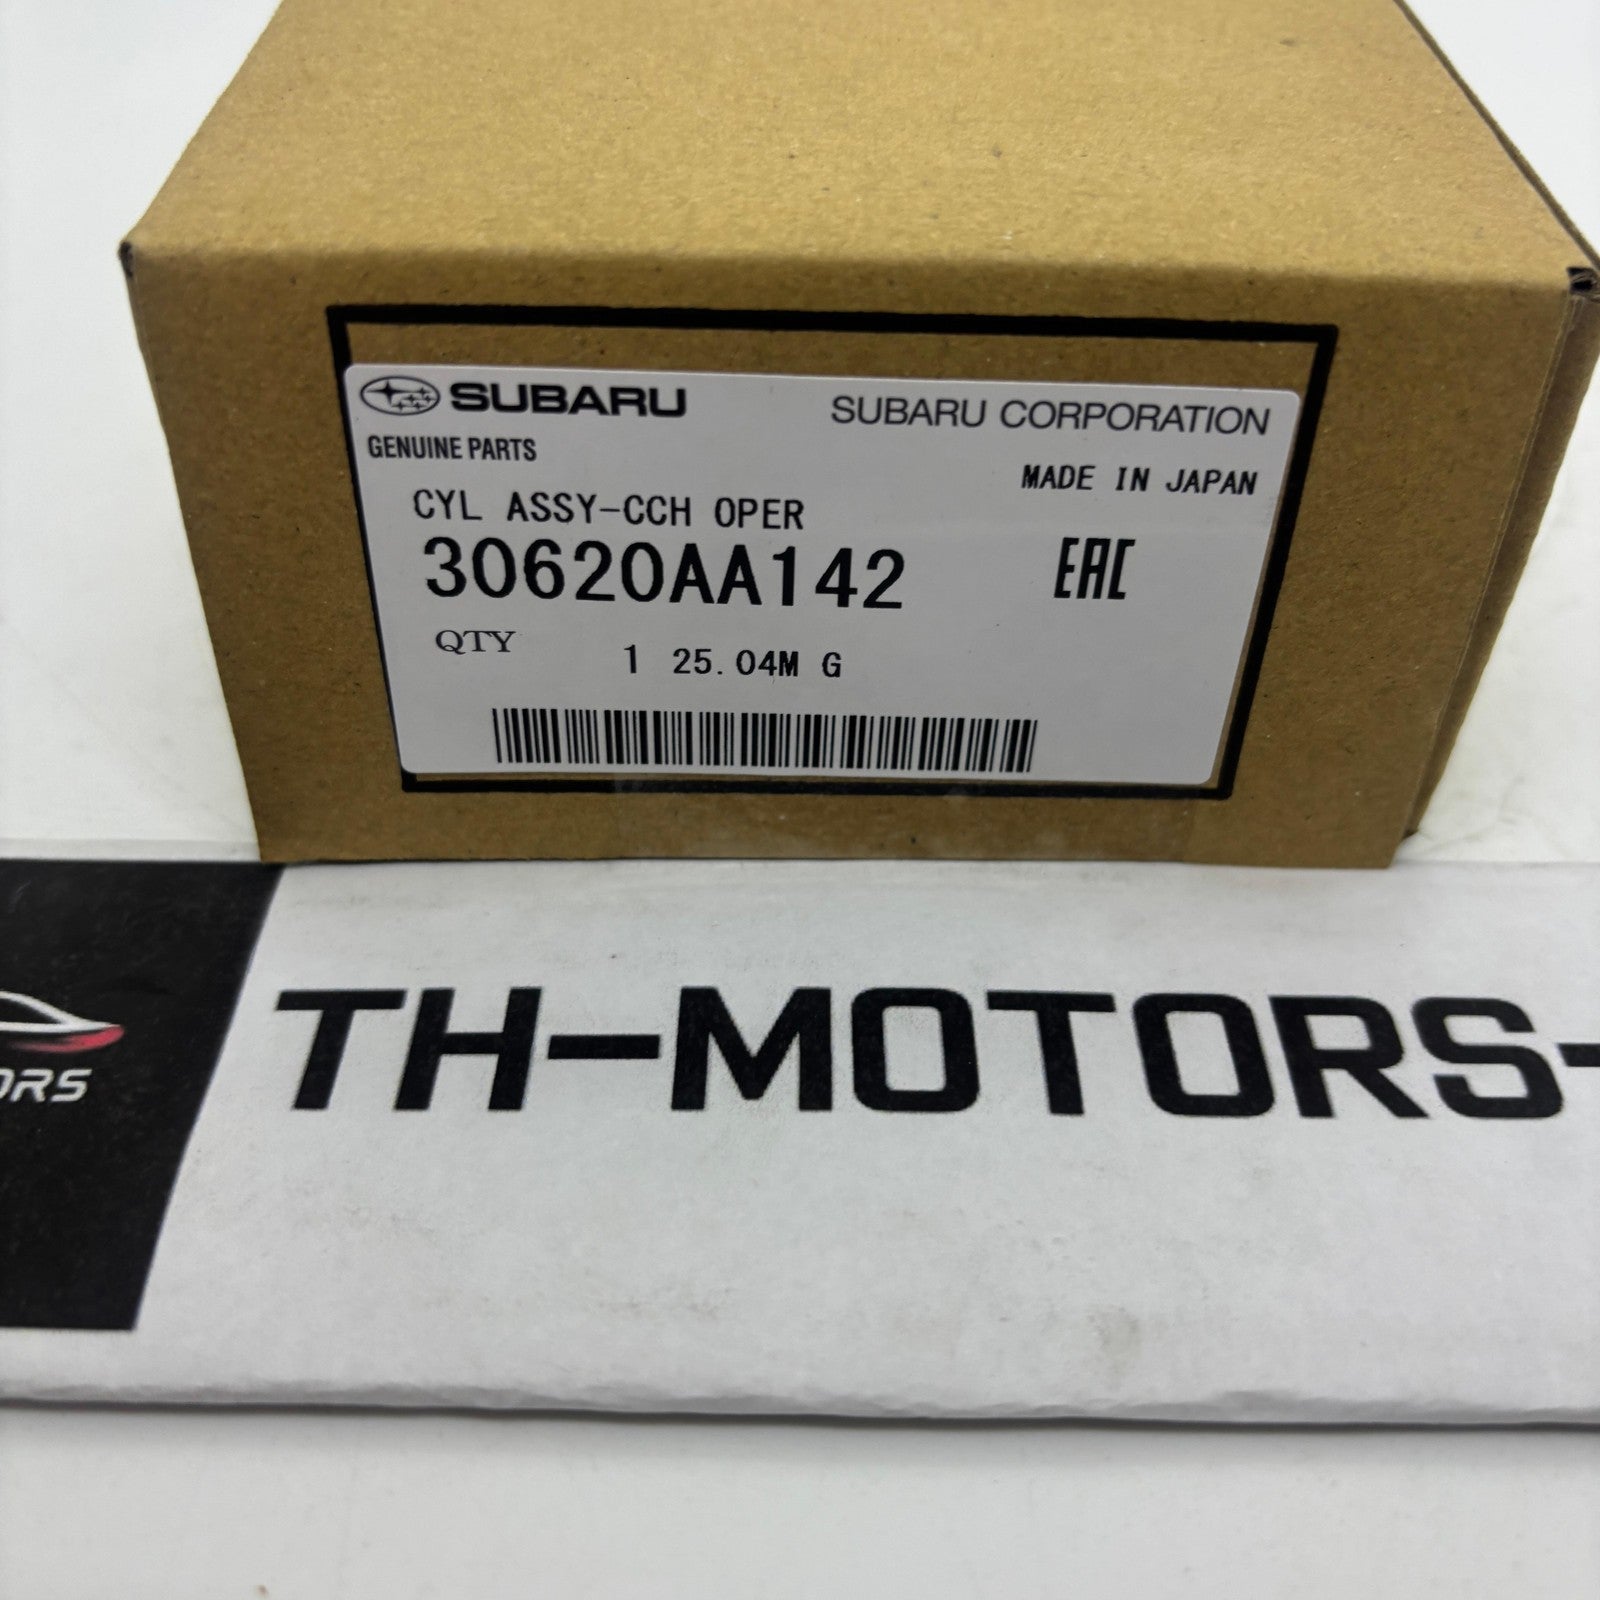 SUBARU
SUBARU CORPORATION
GENUINE PARTS
MADE IN JAPAN
CYL ASSY-CCH OPER
30620AA142
EAC
QTY 1 25.04M G
ORS
TH-MOTORS-